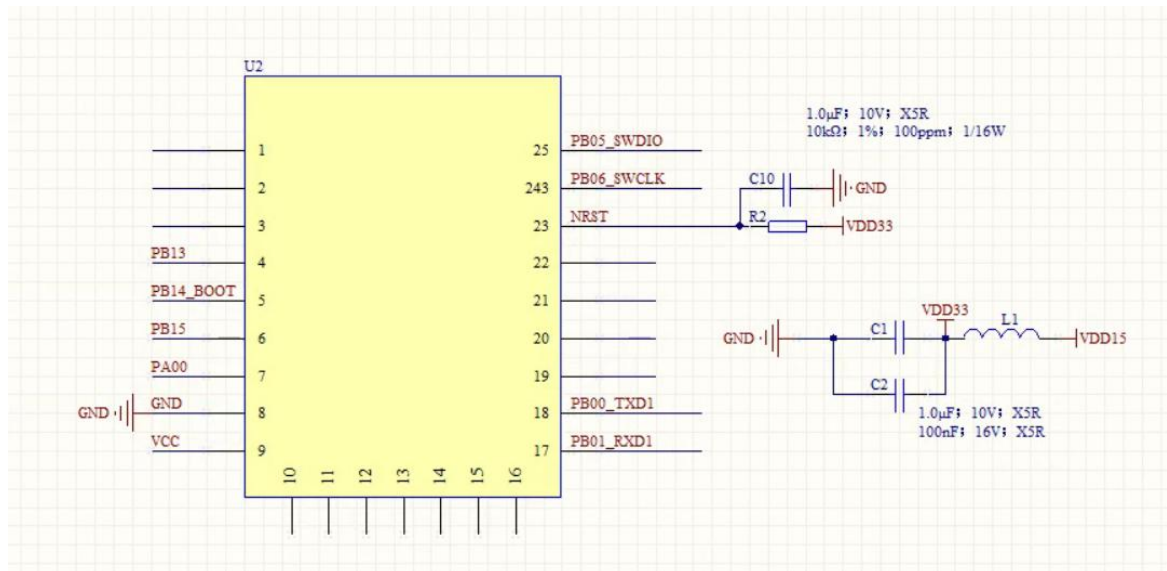 U2
1
2
3
PB13
4
PB14_BOOT
5
PB15
6
PA00
7
GND
GND
8
VCC
9
10
11
12
13
14
15
16
25
PB05_SWDIO
243
PB06_SWCLK
23
NRST
22
21
20
19
18
PB00_TXD1
17
PB01_RXD1
1.0μF; 10V; X5R
10kΩ; 1%; 100ppm; 1/16W
C10
GND
R2
VDD33
VDD33
L1
GND
C1
VDD15
C2
1.0μF; 10V; X5R
100nF; 16V; X5R